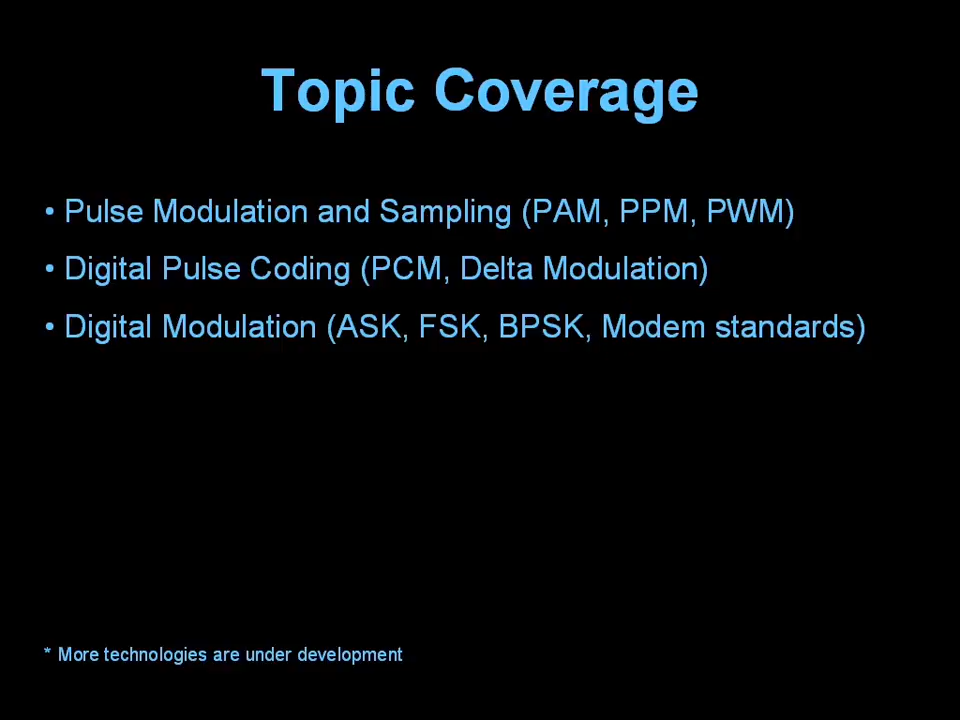 Topic Coverage
• Pulse Modulation and Sampling (PAM, PPM, PWM)
• Digital Pulse Coding (PCM, Delta Modulation)
• Digital Modulation (ASK, FSK, BPSK, Modem standards)
* More technologies are under development